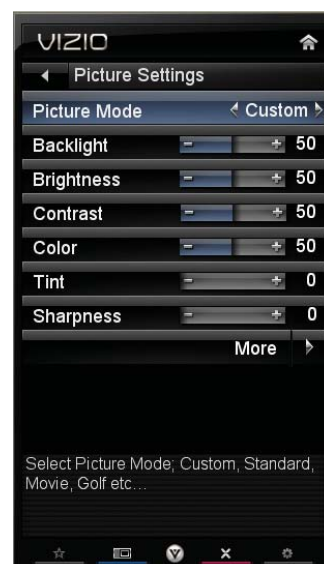 VIZIO
Picture Settings
Picture Mode Custom
Backlight - + 50
Brightness - + 50
Contrast - + 50
Color - + 50
Tint - + 0
Sharpness - + 0
More
Select Picture Mode; Custom, Standard,
Movie, Golf etc...
V